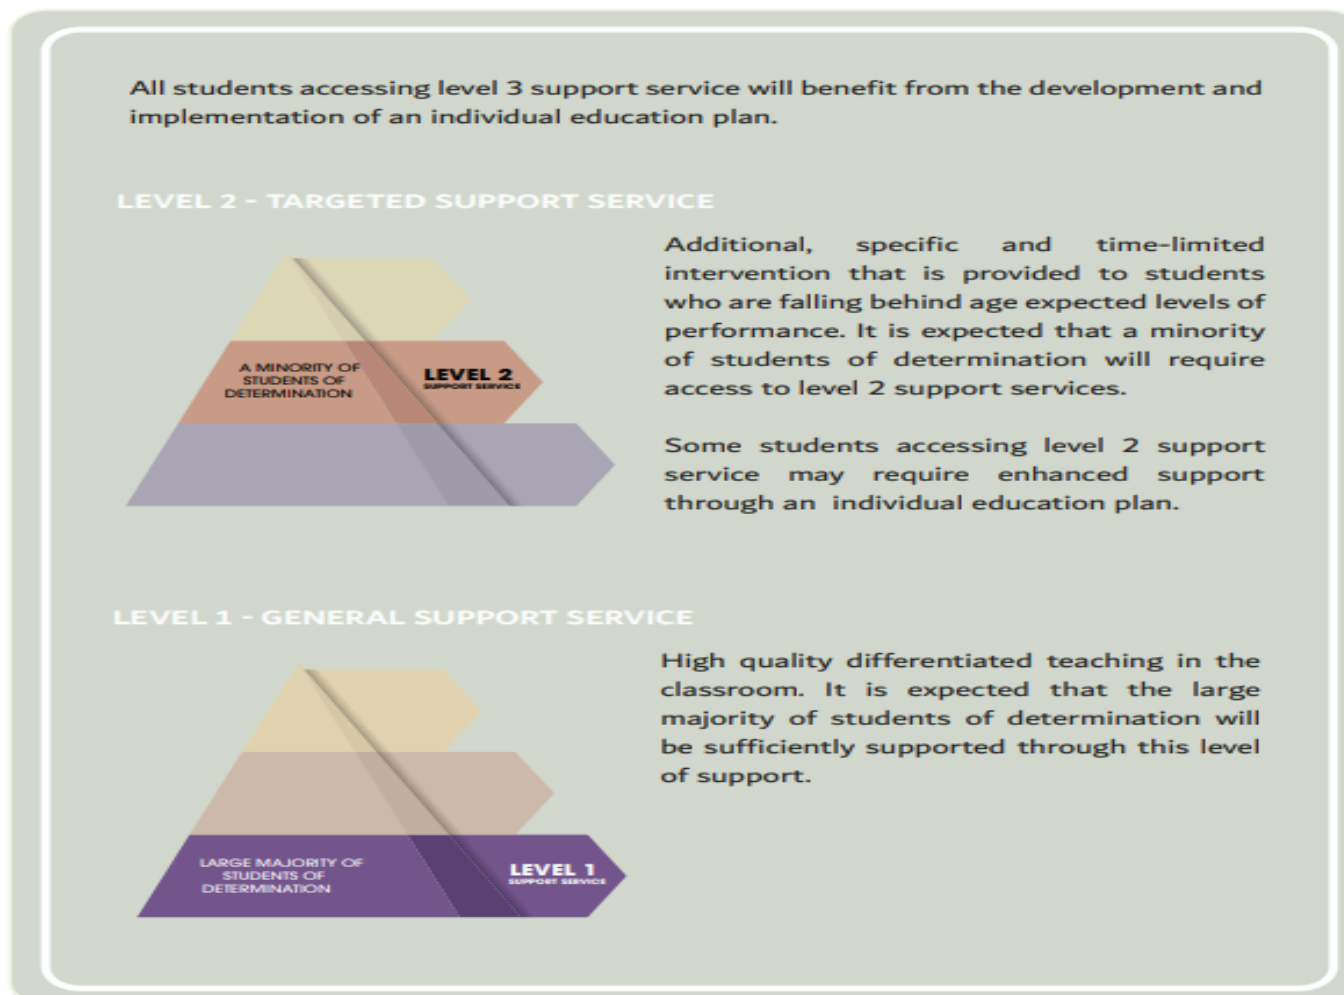 All students accessing level 3 support service will benefit from the development and
implementation of an individual education plan.
LEVEL 2 - TARGETED SUPPORT SERVICE
A MINORITY OF
STUDENTS OF
DETERMINATION
LEVEL 2
SUPPORT SERVICE
Additional, specific and time-limited
intervention that is provided to students
who are falling behind age expected levels of
performance. It is expected that a minority
of students of determination will require
access to level 2 support services.
Some students accessing level 2 support
service may require enhanced support
through an individual education plan.
LEVEL 1 - GENERAL SUPPORT SERVICE
LARGE MAJORITY OF
STUDENTS OF
DETERMINATION
LEVEL 1
SUPPORT SERVICE
High quality differentiated teaching in the
classroom. It is expected that the large
majority of students of determination will
be sufficiently supported through this level
of support.